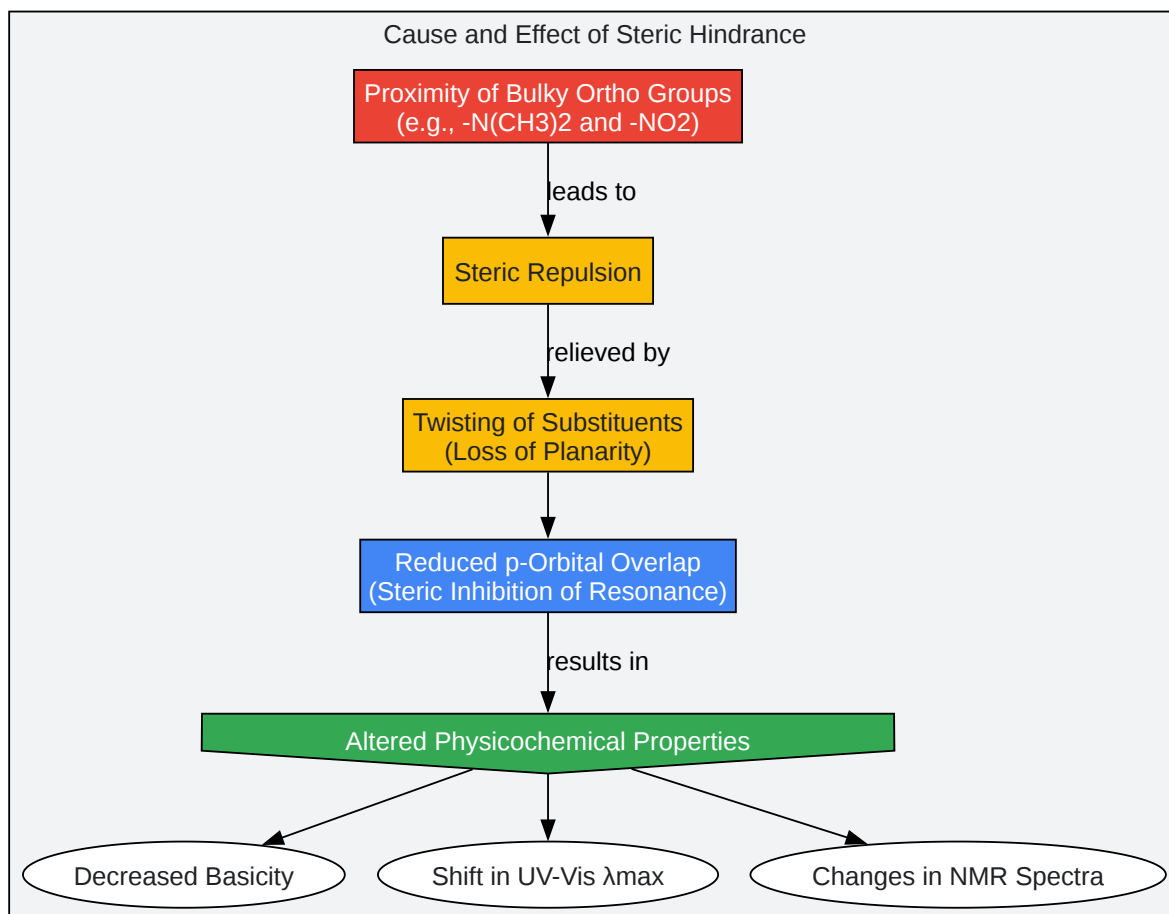 Cause and Effect of Steric Hindrance
Proximity of Bulky Ortho Groups
(e.g., -N(CH3)2 and -NO2)
leads to
Steric Repulsion
relieved by
Twisting of Substituents
(Loss of Planarity)
Reduced p-Orbital Overlap
(Steric Inhibition of Resonance)
results in
Altered Physicochemical Properties
Decreased Basicity
Shift in UV-Vis λmax
Changes in NMR Spectra